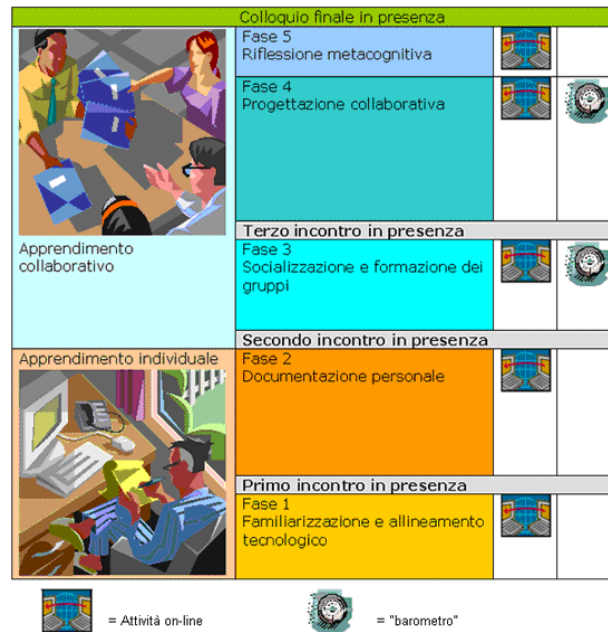 Colloquio finale in presenza
Fase 5
Riflessione metacognitiva
Fase 4
Progettazione collaborativa
Terzo incontro in presenza
Apprendimento
collaborativo
Fase 3
Socializzazione e formazione dei
gruppi
Secondo incontro in presenza
Apprendimento individuale
Fase 2
Documentazione personale
Primo incontro in presenza
Fase 1
Familiarizzazione e allineamento
tecnologico
= Attività on-line
= "barometro"